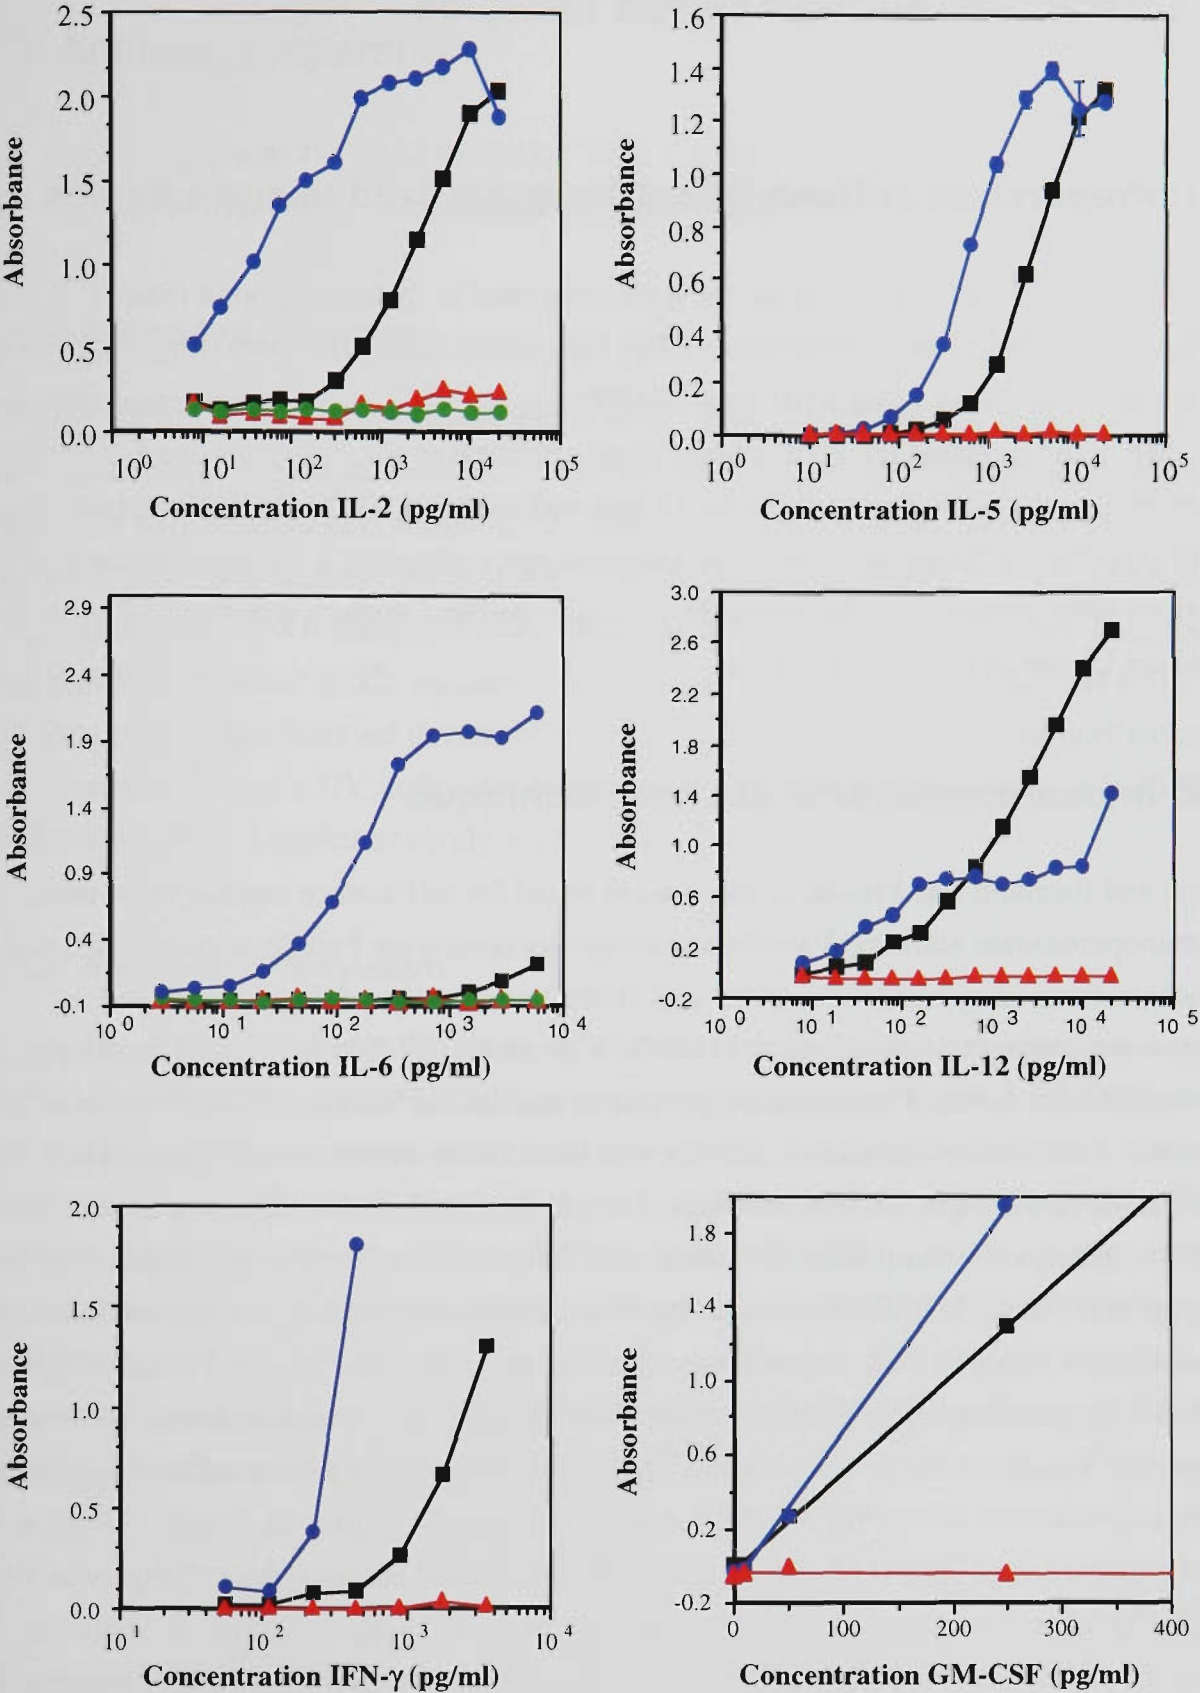 2.5
2.0
1.5
1.0
0.5
0.0
Absorbance
10^0 10^1 10^2 10^3 10^4 10^5
Concentration IL-2 (pg/ml)
1.6
1.4
1.2
1.0
0.8
0.6
0.4
0.2
0.0
Absorbance
10^0 10^1 10^2 10^3 10^4 10^5
Concentration IL-5 (pg/ml)
2.9
2.4
1.9
1.4
0.9
0.4
-0.1
Absorbance
10^0 10^1 10^2 10^3 10^4
Concentration IL-6 (pg/ml)
3.0
2.6
2.2
1.8
1.4
1.0
0.6
0.2
-0.2
Absorbance
10^0 10^1 10^2 10^3 10^4 10^5
Concentration IL-12 (pg/ml)
2.0
1.5
1.0
0.5
0.0
Absorbance
10^1 10^2 10^3 10^4
Concentration IFN-γ (pg/ml)
1.8
1.4
1.0
0.6
0.2
-0.2
Absorbance
0 100 200 300 400
Concentration GM-CSF (pg/ml)